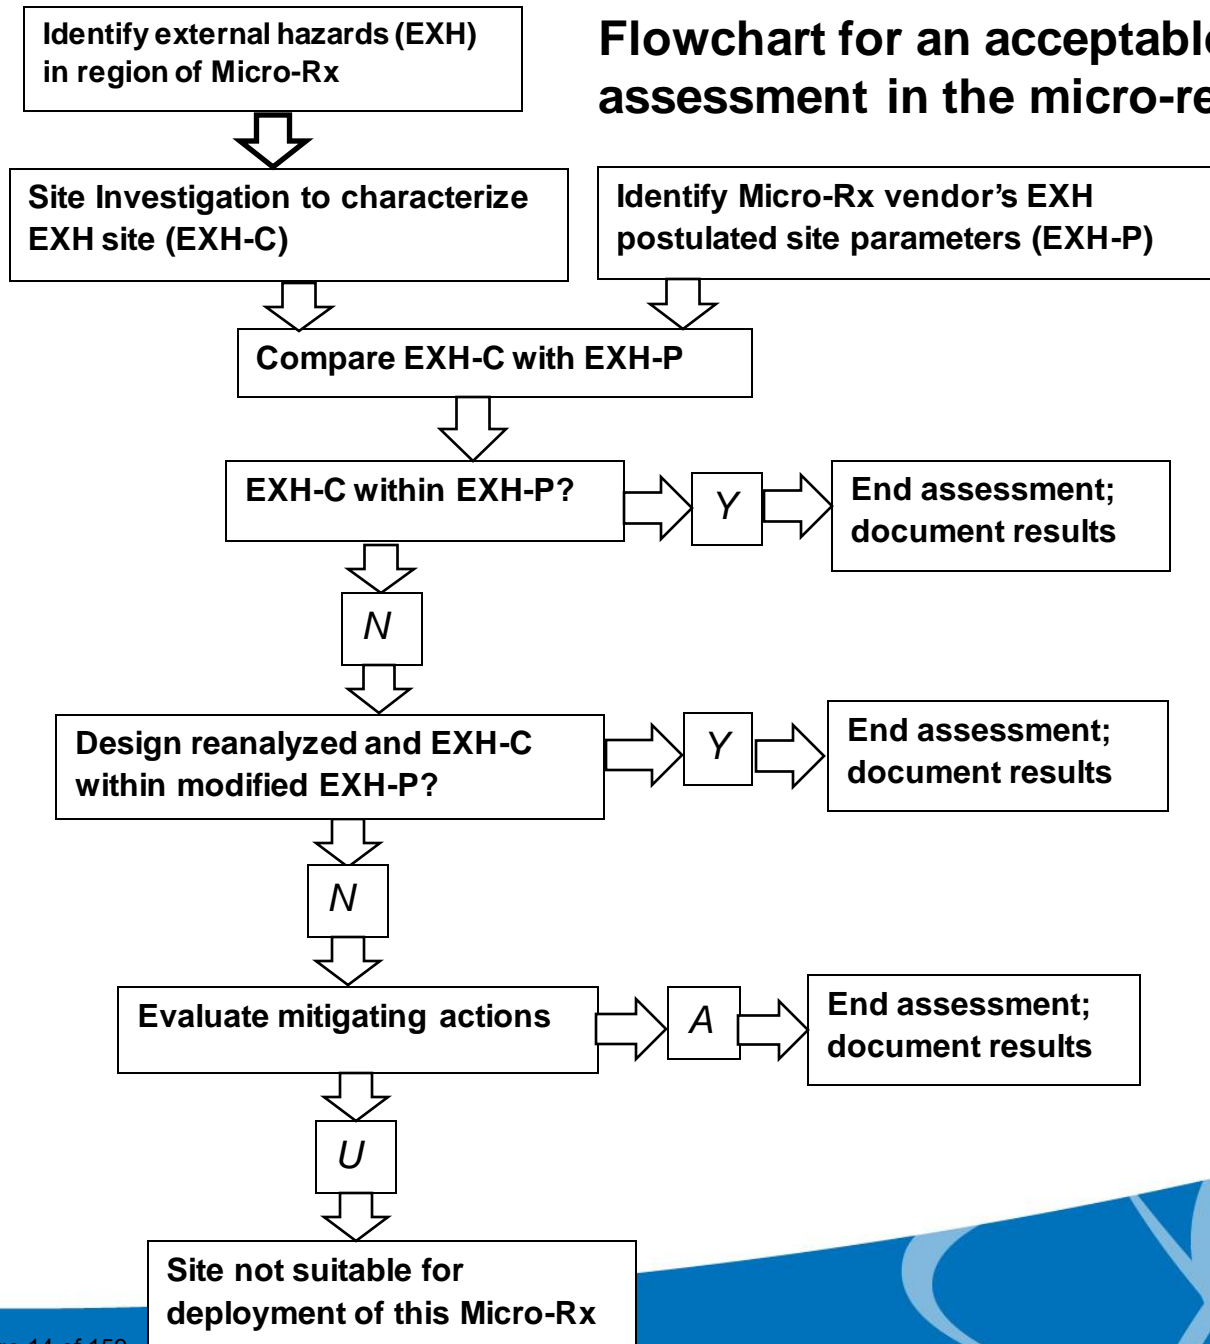 Flowchart for an acceptable
assessment in the micro-re
Identify external hazards (EXH)
in region of Micro-Rx
Site Investigation to characterize
EXH site (EXH-C)
Identify Micro-Rx vendor's EXH
postulated site parameters (EXH-P)
Compare EXH-C with EXH-P
EXH-C within EXH-P?
Y
End assessment;
document results
N
Design reanalyzed and EXH-C
within modified EXH-P?
Y
End assessment;
document results
N
Evaluate mitigating actions
A
End assessment;
document results
U
Site not suitable for
deployment of this Micro-Rx